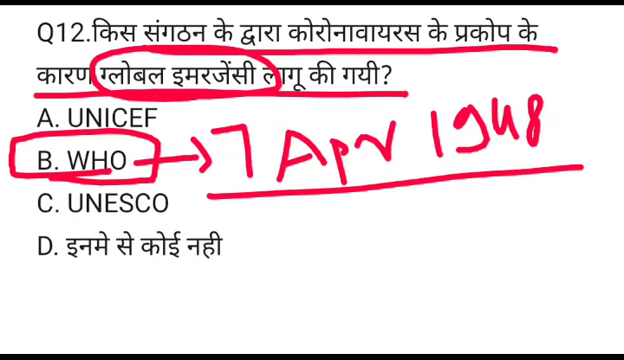 Q12.किस संगठन के द्वारा कोरोनावायरस के प्रकोप के
कारण ग्लोबल इमरजेंसी लागू की गयी?
A. UNICEF
B. WHO → 7 Apr 1948
C. UNESCO
D. इनमे से कोई नही